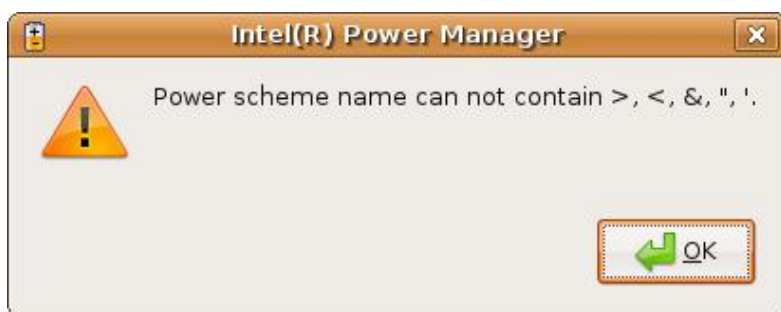 Intel(R) Power Manager
Power scheme name can not contain >, <, &, ", '.
OK